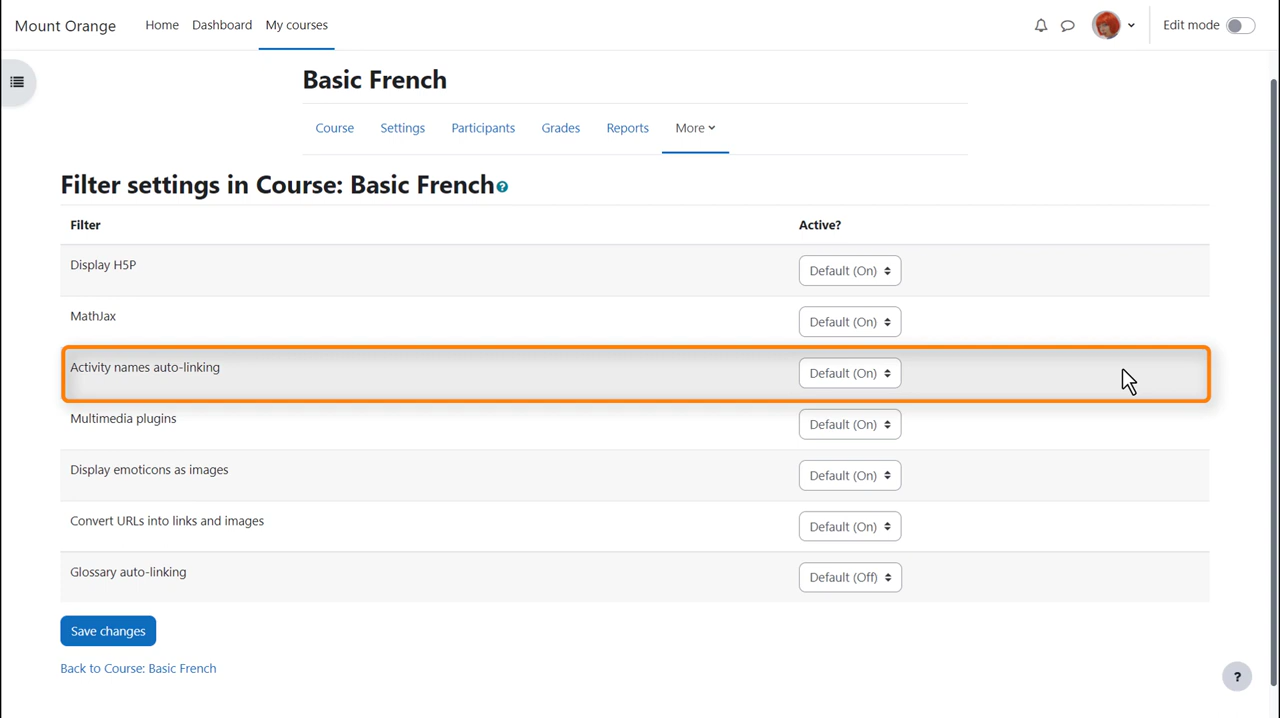 Mount Orange
Home Dashboard My courses
Edit mode
Basic French
Course Settings Participants Grades Reports More
Filter settings in Course: Basic French ?
Filter Active?
Display H5P Default (On)
MathJax Default (On)
Activity names auto-linking Default (On)
Multimedia plugins Default (On)
Display emoticons as images Default (On)
Convert URLs into links and images Default (On)
Glossary auto-linking Default (Off)
Save changes
Back to Course: Basic French
?